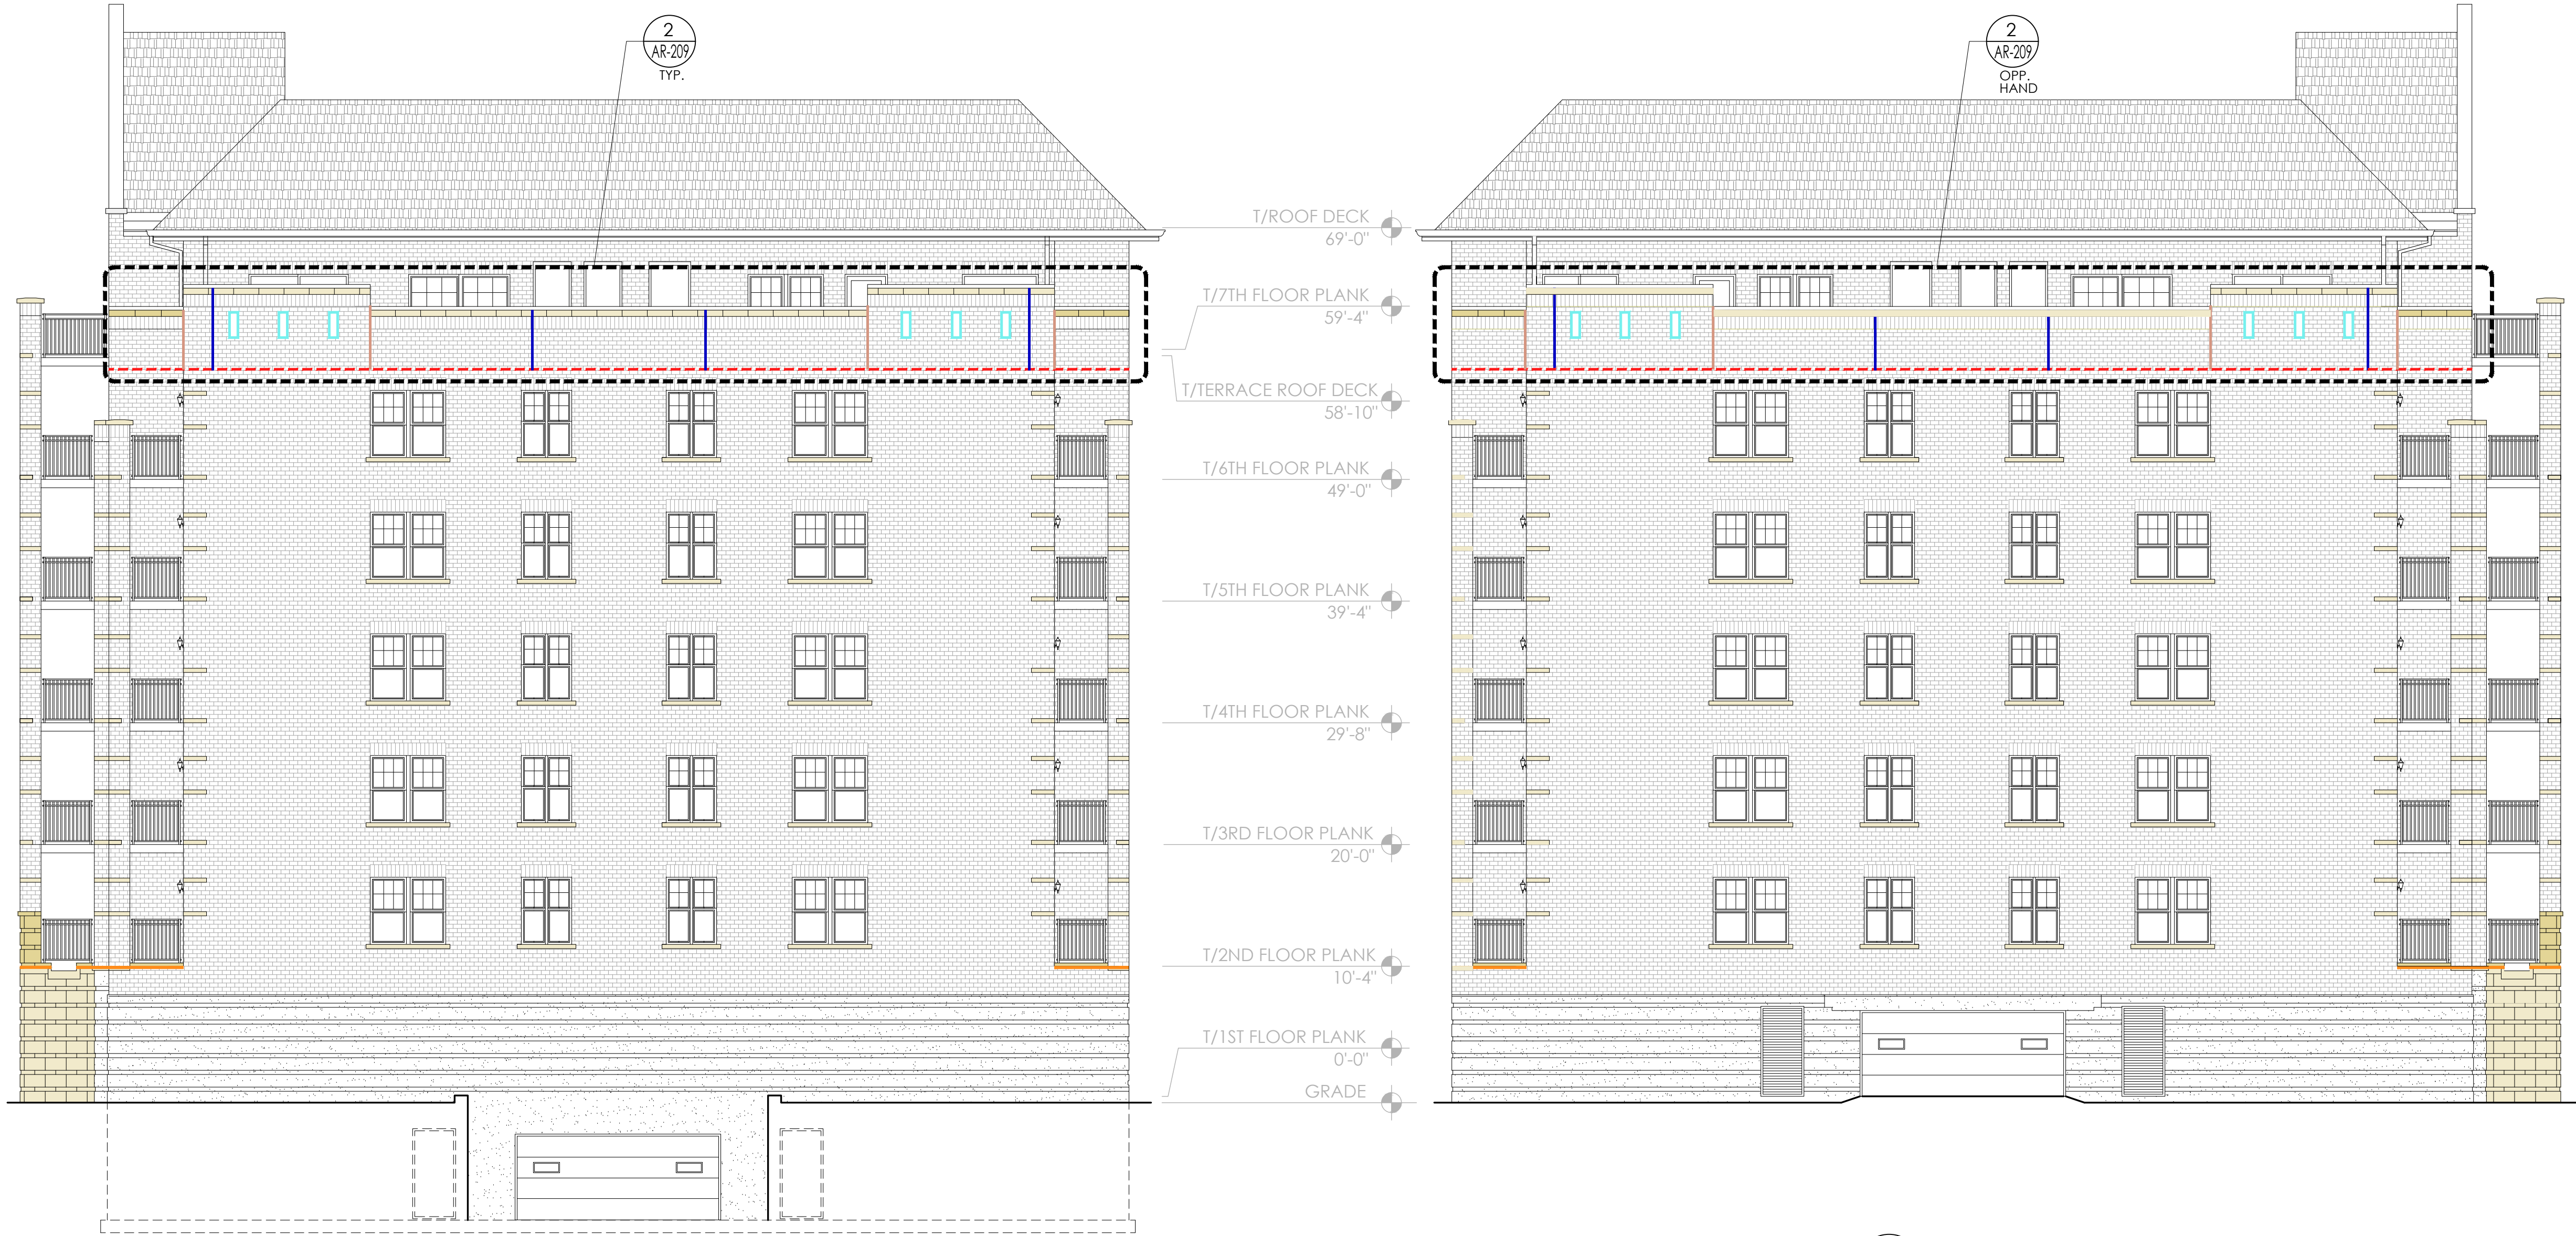 2
AR-209
TYP.
2
AR-209
OPP.
HAND
T/ROOF DECK
69'-0"
T/7TH FLOOR PLANK
59'-4"
T/TERRACE ROOF DECK
58'-10"
T/6TH FLOOR PLANK
49'-0"
T/5TH FLOOR PLANK
39'-4"
T/4TH FLOOR PLANK
29'-8"
T/3RD FLOOR PLANK
20'-0"
T/2ND FLOOR PLANK
10'-4"
T/1ST FLOOR PLANK
0'-0"
GRADE